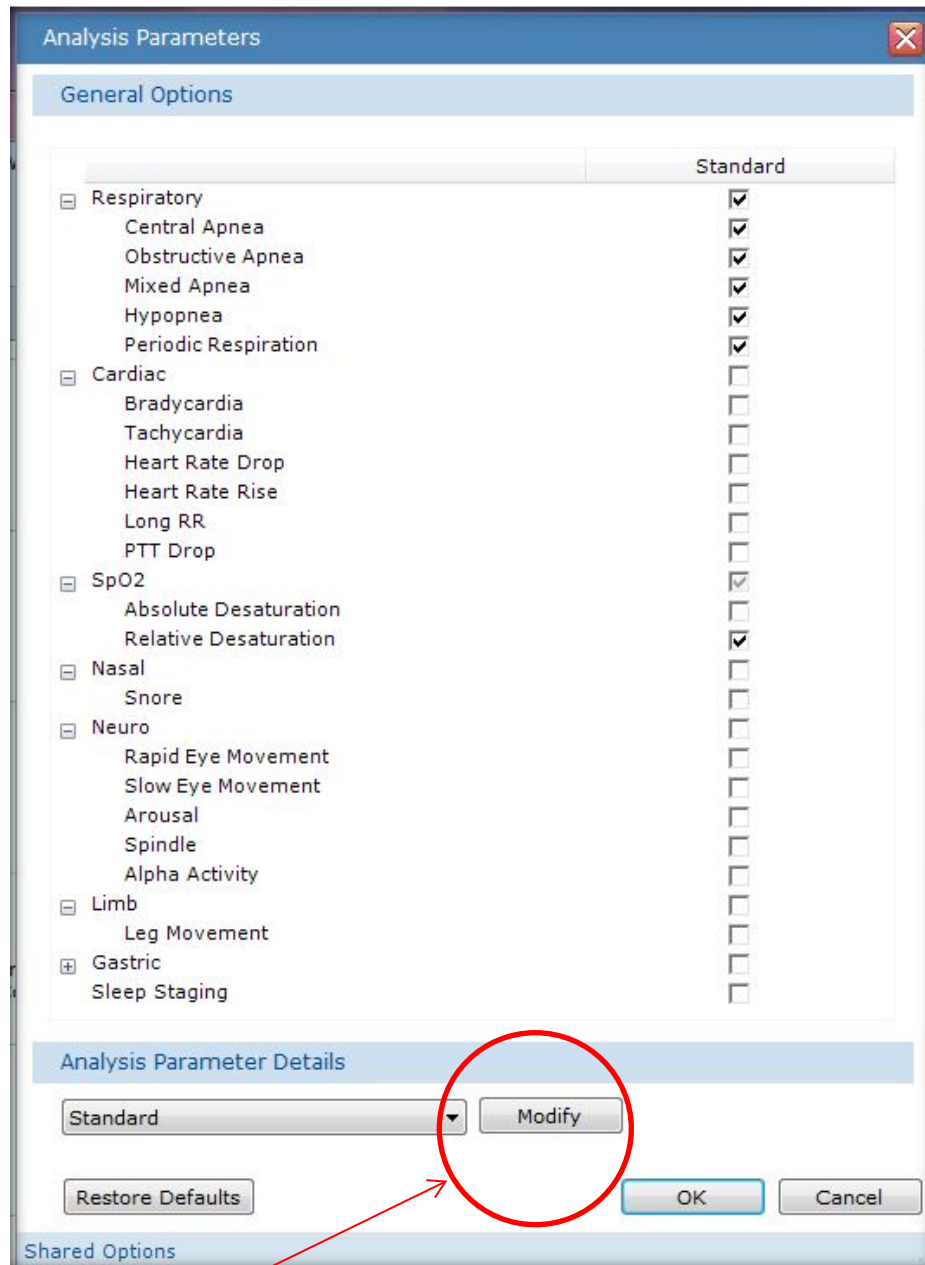 Analysis Parameters
General Options
Standard
Respiratory
Central Apnea
Obstructive Apnea
Mixed Apnea
Hypopnea
Periodic Respiration
Cardiac
Bradycardia
Tachycardia
Heart Rate Drop
Heart Rate Rise
Long RR
PTT Drop
SpO2
Absolute Desaturation
Relative Desaturation
Nasal
Snore
Neuro
Rapid Eye Movement
Slow Eye Movement
Arousal
Spindle
Alpha Activity
Limb
Leg Movement
Gastric
Sleep Staging
Analysis Parameter Details
Standard Modify
Restore Defaults OK Cancel
Shared Options